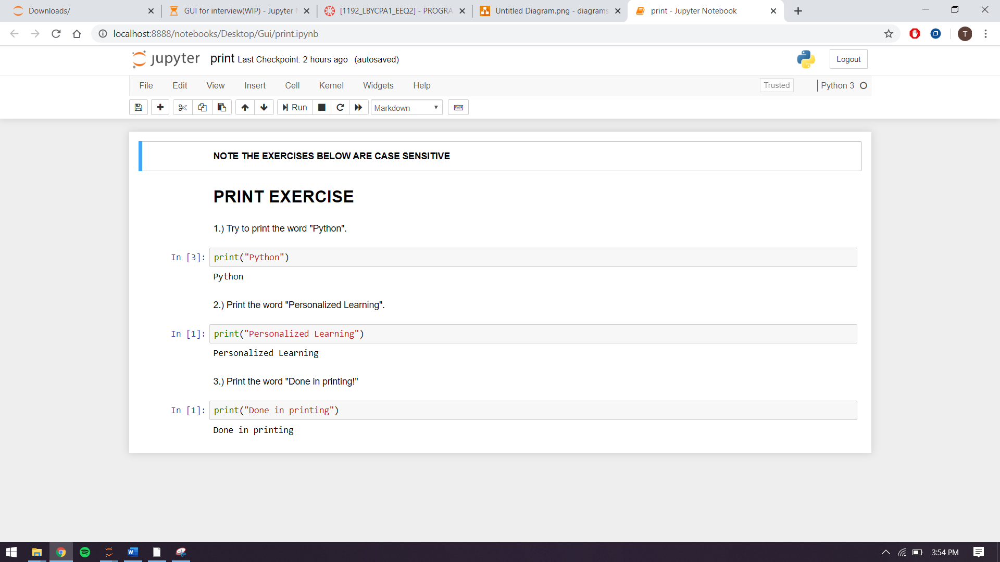 Downloads/
GUI for interview(WIP) - Jupyter
[1192_LBYCPA1_EEQ2] - PROGRA
Untitled Diagram.png - diagrams
print - Jupyter Notebook
localhost:8888/notebooks/Desktop/Gui/print.ipynb
T
jupyter print Last Checkpoint: 2 hours ago (autosaved)
Logout
File Edit View Insert Cell Kernel Widgets Help
Trusted
Python 3
Run
Markdown
NOTE THE EXERCISES BELOW ARE CASE SENSITIVE
PRINT EXERCISE
1.) Try to print the word "Python".
In [3]: print("Python")
Python
2.) Print the word "Personalized Learning".
In [1]: print("Personalized Learning")
Personalized Learning
3.) Print the word "Done in printing!"
In [1]: print("Done in printing")
Done in printing
3:54 PM